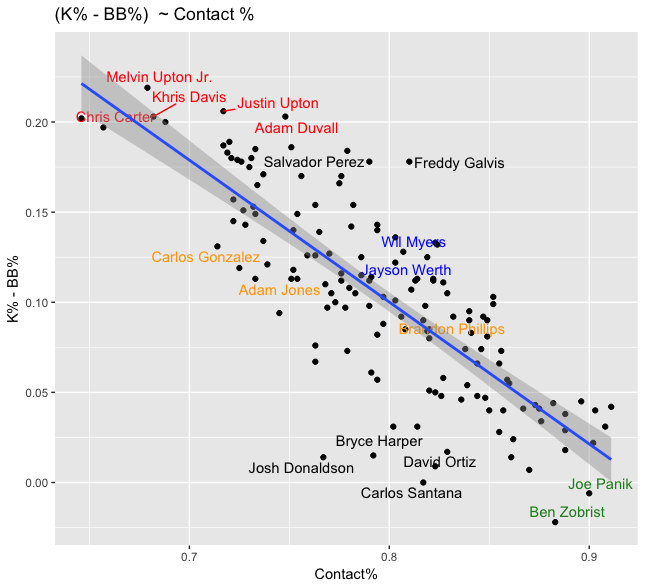 (K% - BB%)  ~ Contact %
Melvin Upton Jr.
Khris Davis
Justin Upton
Chris Carter
Adam Duvall
Salvador Perez
Freddy Galvis
Wil Myers
Carlos Gonzalez
Jayson Werth
Adam Jones
Brandon Phillips
Bryce Harper
David Ortiz
Josh Donaldson
Carlos Santana
Joe Panik
Ben Zobrist
K% - BB%
0.20
0.15
0.10
0.05
0.00
0.7
0.8
0.9
Contact%